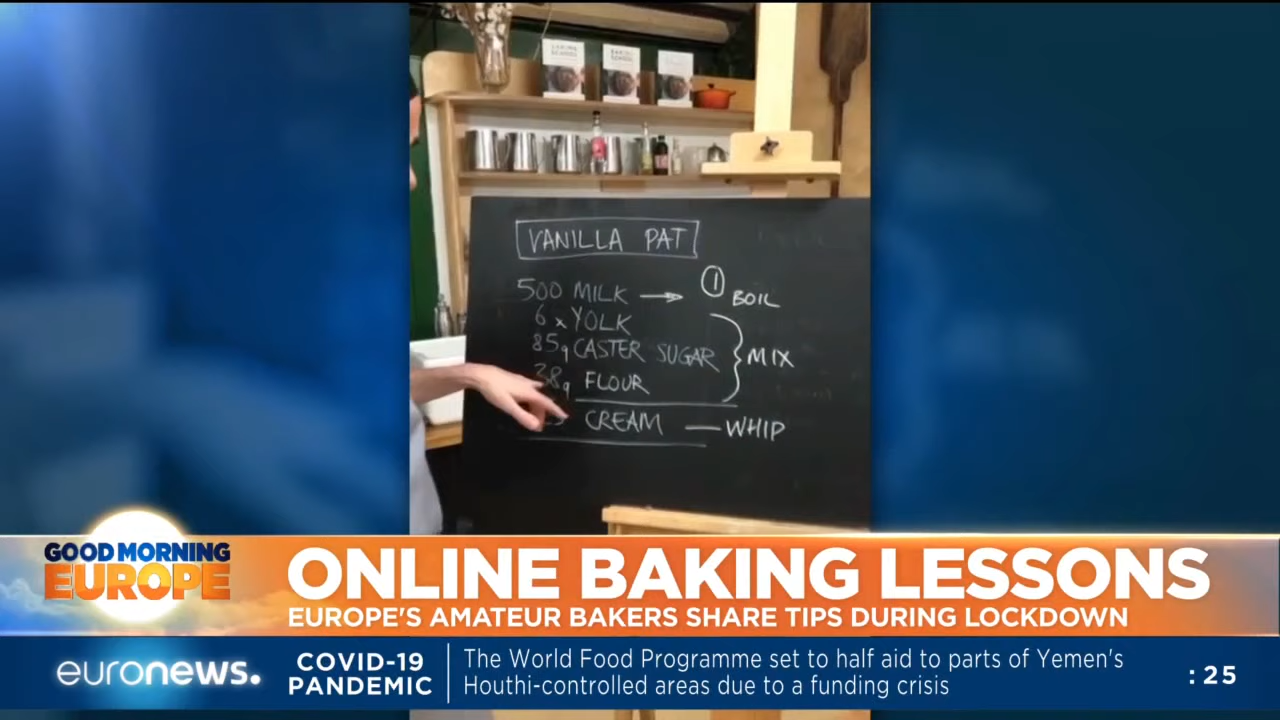 BAKING SCHOOL
VANILLA PAT
500 MILK → ① BOIL
6 x YOLK
85g CASTER SUGAR
MIX
38g FLOUR
CREAM — WHIP
GOOD MORNING
EUROPE
ONLINE BAKING LESSONS
EUROPE'S AMATEUR BAKERS SHARE TIPS DURING LOCKDOWN
euronews.
COVID-19
PANDEMIC
The World Food Programme set to half aid to parts of Yemen's
Houthi-controlled areas due to a funding crisis
:25